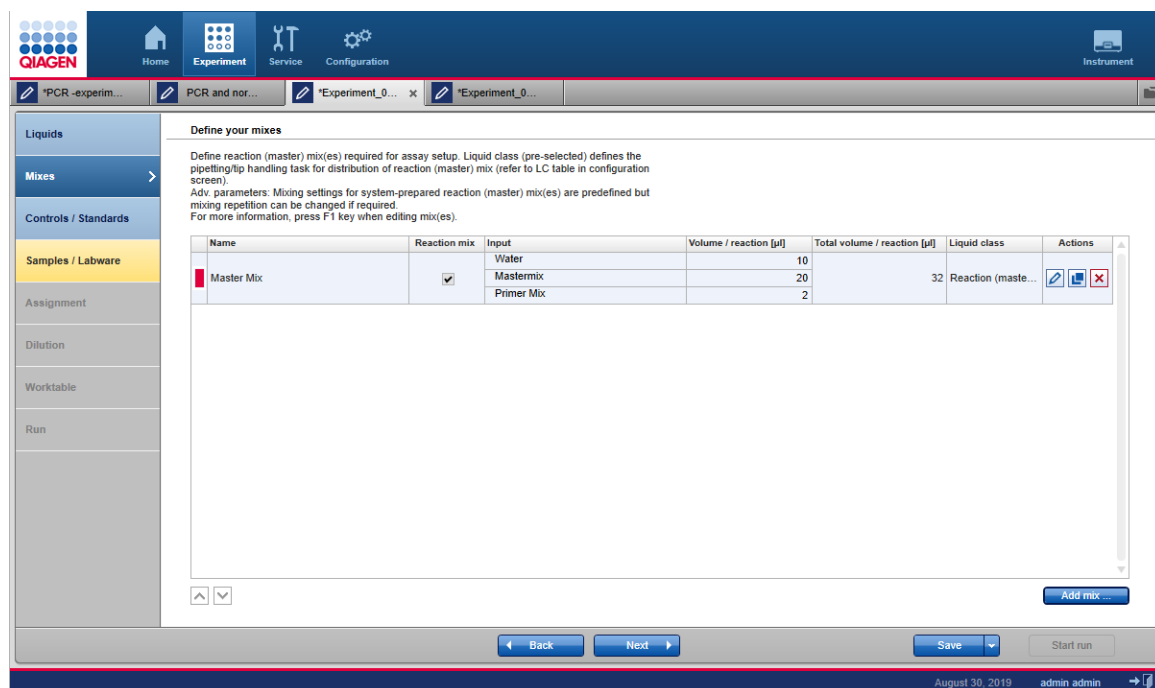 QIAGEN
Home
Experiment
Service
Configuration
Instrument
*PCR -experim...
PCR and nor...
*Experiment_0... x
*Experiment_0...
Liquids
Mixes
Controls / Standards
Samples / Labware
Assignment
Dilution
Worktable
Run
Define your mixes
Define reaction (master) mix(es) required for assay setup. Liquid class (pre-selected) defines the
pipetting/tip handling task for distribution of reaction (master) mix (refer to LC table in configuration
screen).
Adv. parameters: Mixing settings for system-prepared reaction (master) mix(es) are predefined but
mixing repetition can be changed if required.
For more information, press F1 key when editing mix(es).
Name Reaction mix Input Volume / reaction [µl] Total volume / reaction [µl] Liquid class Actions
Water 10
Master Mix Mastermix 20 32 Reaction (maste...
Primer Mix 2
Add mix ...
Back Next Save Start run
August 30, 2019 admin admin